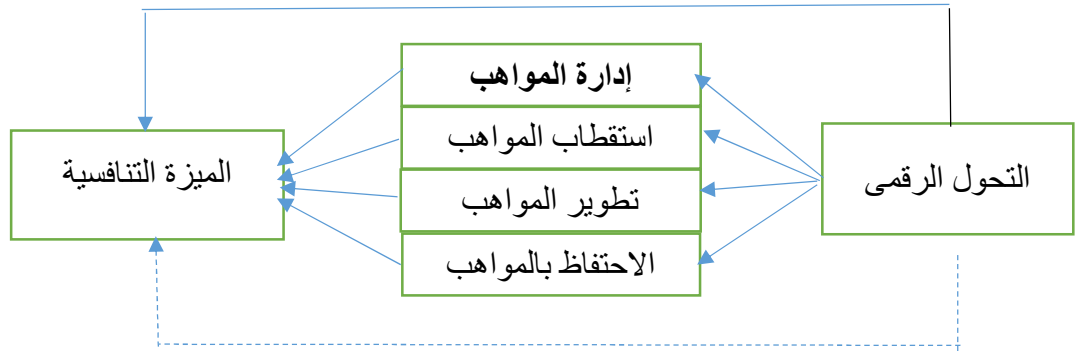 إدارة المواهب
استقطاب المواهب
تطوير المواهب
الاحتفاظ بالمواهب
التحول الرقمى
الميزة التنافسية